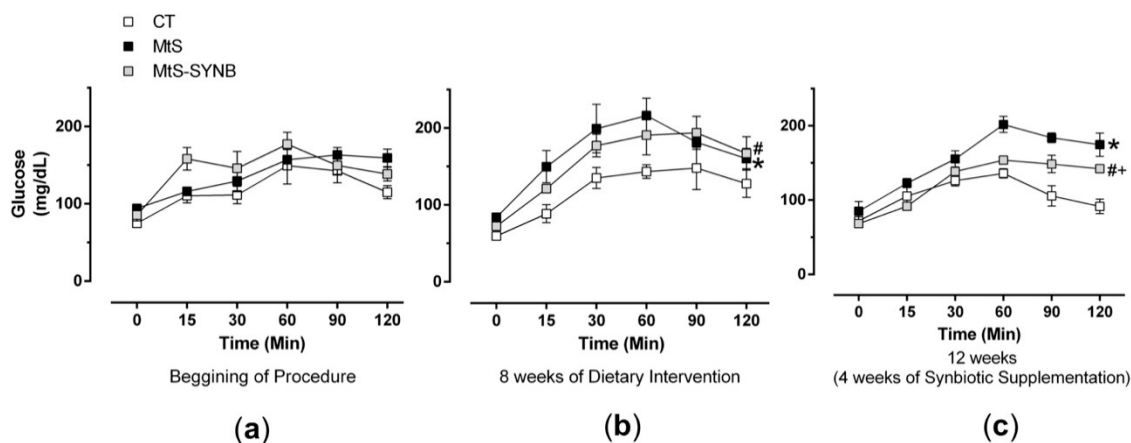 CT
MtS
MtS-SYNB
Glucose
(mg/dL)
200
100
0
0 15 30 60 90 120
Time (Min)
Beggining of Procedure
(a)
200
100
0
#
*
0 15 30 60 90 120
Time (Min)
8 weeks of Dietary Intervention
(b)
200
100
0
*
#+
0 15 30 60 90 120
Time (Min)
12 weeks
(4 weeks of Synbiotic Supplementation)
(c)